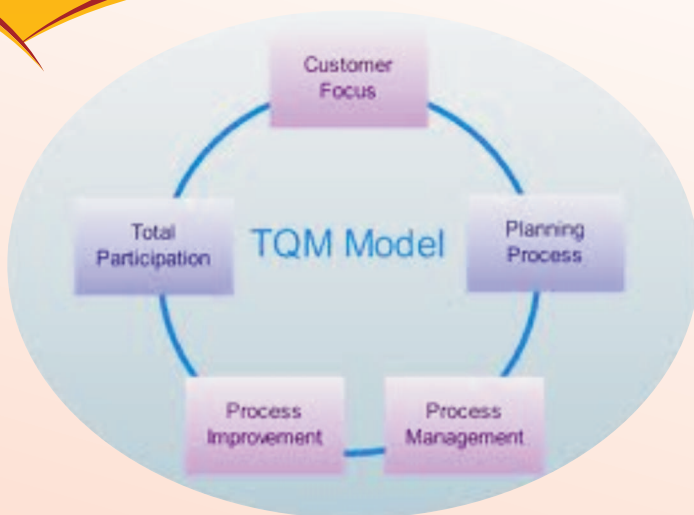 Customer
Focus
Total
Participation
TQM Model
Planning
Process
Process
Improvement
Process
Management